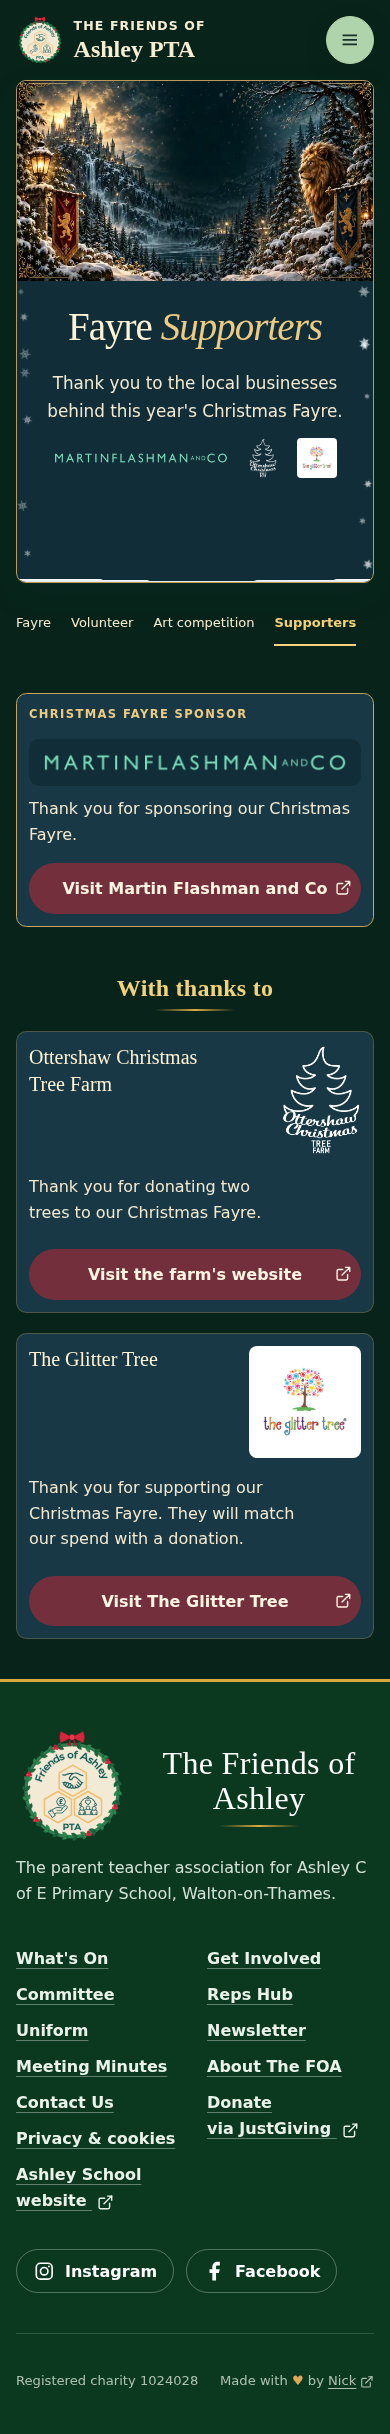 THE FRIENDS OF
Ashley PTA
Fayre Supporters
Thank you to the local businesses
behind this year's Christmas Fayre.
MARTINFLASHMANANDCO
Ottershaw
Christmas
the glitter tree
Fayre Volunteer Art competition Supporters
CHRISTMAS FAYRE SPONSOR
MARTINFLASHMANANDCO
Thank you for sponsoring our Christmas
Fayre.
Visit Martin Flashman and Co
With thanks to
Ottershaw Christmas
Tree Farm
Ottershaw
Christmas
TREE
FARM
Thank you for donating two
trees to our Christmas Fayre.
Visit the farm's website
The Glitter Tree
the glitter tree
Thank you for supporting our
Christmas Fayre. They will match
our spend with a donation.
Visit The Glitter Tree
Friends of Ashley
PTA
The Friends of
Ashley
The parent teacher association for Ashley C
of E Primary School, Walton-on-Thames.
What's On
Committee
Uniform
Meeting Minutes
Contact Us
Privacy & cookies
Ashley School
website
Get Involved
Reps Hub
Newsletter
About The FOA
Donate
via JustGiving
Instagram
Facebook
Registered charity 1024028
Made with ♥ by Nick